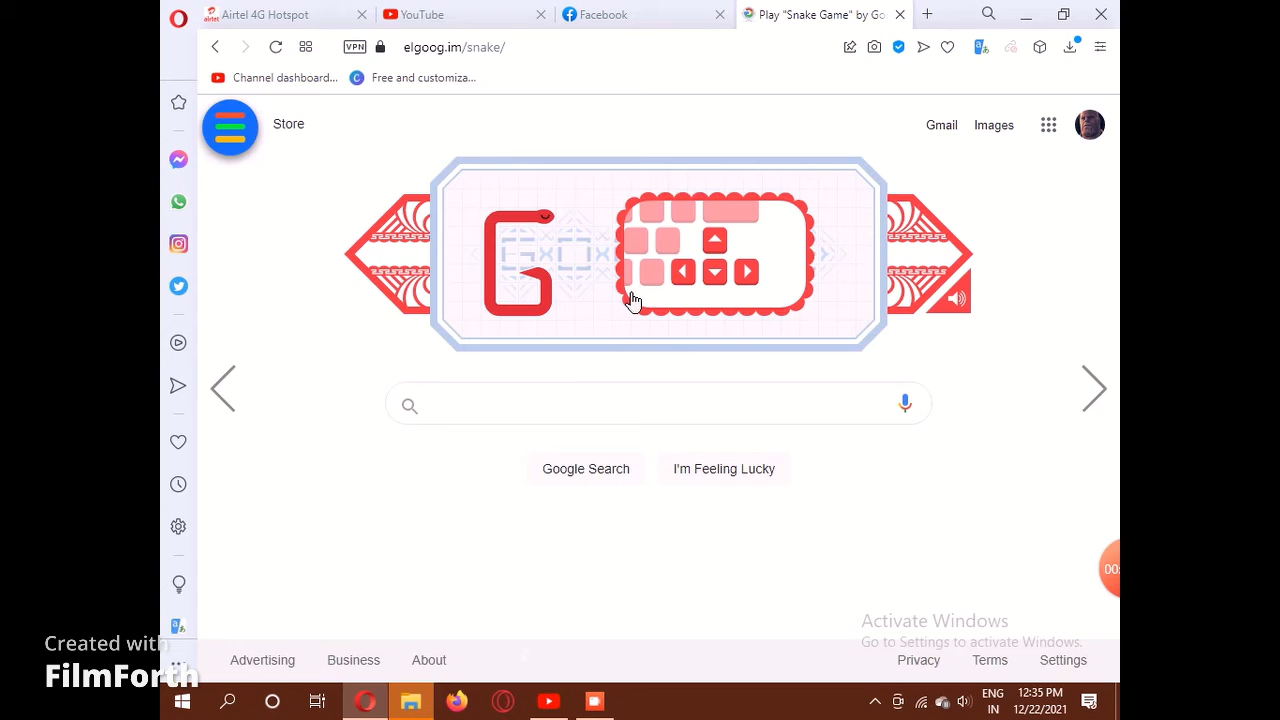 Airtel 4G Hotspot
YouTube
Facebook
Play "Snake Game" by Go
VPN
elgoog.im/snake/
Channel dashboard...
Free and customiza...
Store
Gmail
Images
G
Google Search
I'm Feeling Lucky
00:
Activate Windows
Go to Settings to activate Windows.
Created with
FilmForth
Advertising
Business
About
Privacy
Terms
Settings
ENG
IN
12:35 PM
12/22/2021